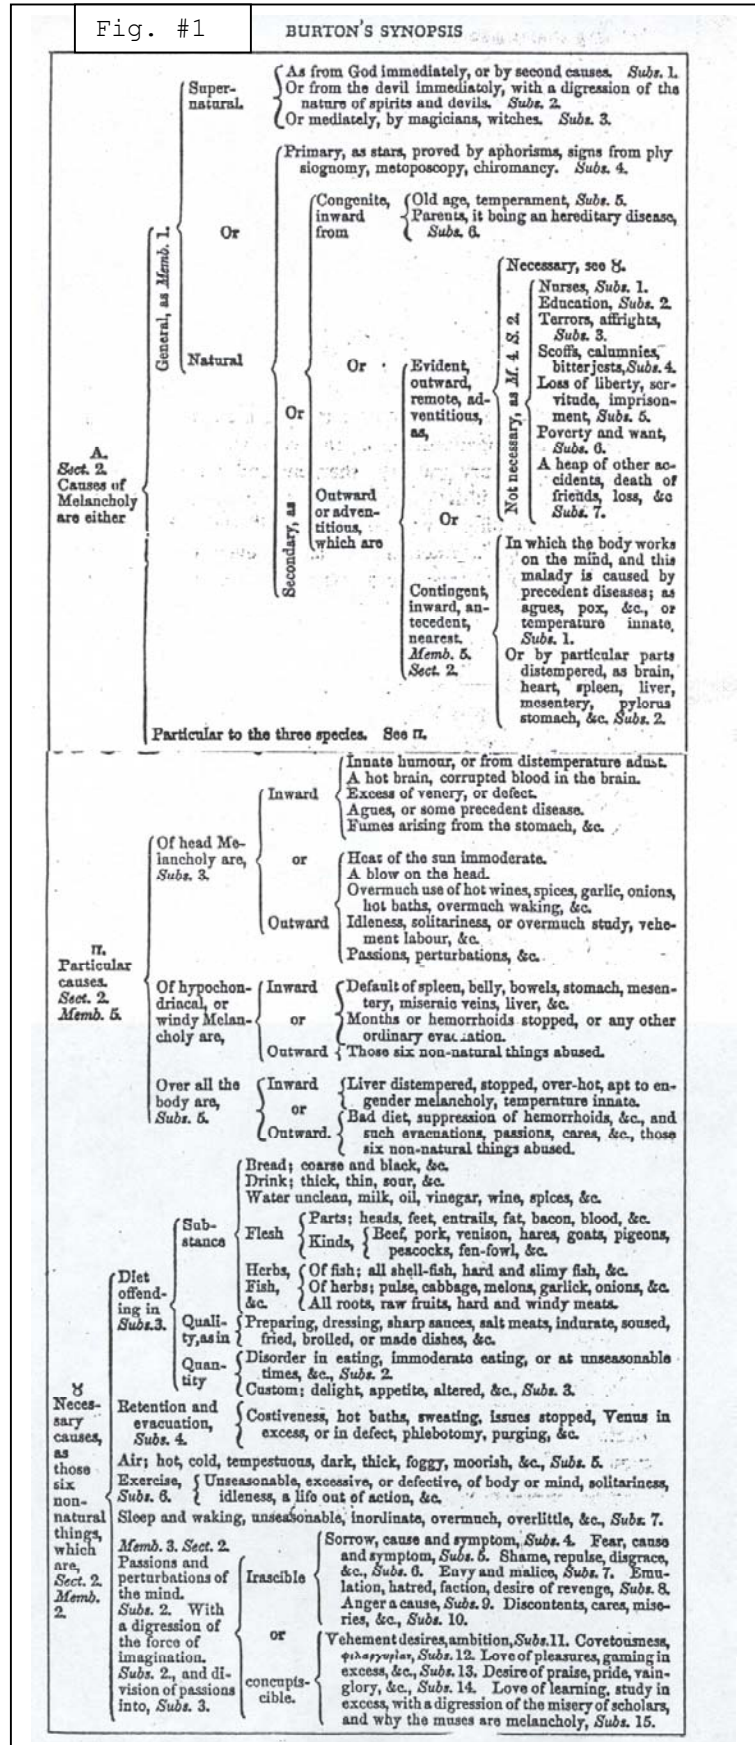 Fig. #1
BURTON'S SYNOPSIS
Super-
natural.
As from God immediately, or by second causes. Subs. 1.
Or from the devil immediately, with a digression of the
nature of spirits and devils. Subs. 2.
Or mediately, by magicians, witches. Subs. 3.
Primary, as stars, proved by aphorisms, signs from phy
siognomy, metoposcopy, chiromancy. Subs. 4.
Congenite,
inward
from
Old age, temperament, Subs. 5.
Parents, it being an hereditary disease,
Subs. 6.
General, as Memb. 1.
Or
Natural
Or
Secondary, as
Or
Evident,
outward,
remote, ad-
ventitious,
as,
Necessary, see ♉.
Not necessary, as M. 4. S. 2.
Nurses, Subs. 1.
Education, Subs. 2.
Terrors, affrights,
Subs. 3.
Scoffs, calumnies,
bitter jests, Subs. 4.
Loss of liberty, ser-
vitude, imprison-
ment, Subs. 5.
Poverty and want,
Subs. 6.
A heap of other ac-
cidents, death of
friends, loss, &c
Subs. 7.
A.
Sect. 2.
Causes of
Melancholy
are either
Outward
or adven-
titious,
which are
Or
Contingent,
inward, an-
tecedent,
nearest.
Memb. 5.
Sect. 2.
In which the body works
on the mind, and this
malady is caused by
precedent diseases; as
agues, pox, &c., or
temperature innate,
Subs. 1.
Or by particular parts
distempered, as brain,
heart, spleen, liver,
mesentery, pylorus
stomach, &c. Subs. 2.
Particular to the three species. See π.
π.
Particular
causes.
Sect. 2.
Memb. 5.
Of head Me-
lancholy are,
Subs. 3.
Inward
Innate humour, or from distemperature adust.
A hot brain, corrupted blood in the brain.
Excess of venery, or defect.
Agues, or some precedent disease.
Fumes arising from the stomach, &c.
or
Outward
Heat of the sun immoderate.
A blow on the head.
Overmuch use of hot wines, spices, garlic, onions,
hot baths, overmuch waking, &c.
Idleness, solitariness, or overmuch study, vehe-
ment labour, &c.
Passions, perturbations, &c.
Of hypochon-
driacal, or
windy Melan-
choly are,
Inward
Default of spleen, belly, bowels, stomach, mesen-
tery, miseraic veins, liver, &c.
or
Months or hemorrhoids stopped, or any other
ordinary evacuation.
Outward
Those six non-natural things abused.
Over all the
body are,
Subs. 5.
Inward
Liver distempered, stopped, over-hot, apt to en-
gender melancholy, temperature innate.
or
Outward.
Bad diet, suppression of hemorrhoids, &c., and
such evacuations, passions, cares, &c., those
six non-natural things abused.
♉
Neces-
sary
causes,
as
those
six
non-
natural
things,
which
are,
Sect. 2.
Memb.
2.
Diet
offend-
ing in
Subs. 3.
Sub-
stance
Bread; coarse and black, &c.
Drink; thick, thin, sour, &c.
Water unclean, milk, oil, vinegar, wine, spices, &c.
Flesh
Parts; heads, feet, entrails, fat, bacon, blood, &c.
Kinds,
Beef, pork, venison, hares, goats, pigeons,
peacocks, fen-fowl, &c.
Herbs,
Fish,
&c.
Of fish; all shell-fish, hard and slimy fish, &c.
Of herbs; pulse, cabbage, melons, garlick, onions, &c.
All roots, raw fruits, hard and windy meats.
Quali-
ty, as in
Preparing, dressing, sharp sauces, salt meats, indurate, soused,
fried, broiled, or made dishes, &c.
Quan-
tity
Disorder in eating, immoderate eating, or at unseasonable
times, &c., Subs. 2.
Custom; delight, appetite, altered, &c., Subs. 3.
Retention and
evacuation,
Subs. 4.
Costiveness, hot baths, sweating, issues stopped, Venus in
excess, or in defect, phlebotomy, purging, &c.
Air; hot, cold, tempestuous, dark, thick, foggy, moorish, &c., Subs. 5.
Exercise,
Subs. 6.
Unseasonable, excessive, or defective, of body or mind, solitariness,
idleness, a life out of action, &c.
Sleep and waking, unseasonable, inordinate, overmuch, overlittle, &c., Subs. 7.
Memb. 3. Sect. 2.
Passions and
perturbations of
the mind.
Subs. 2. With
a digression of
the force of
imagination.
Subs. 2., and di-
vision of passions
into, Subs. 3.
Irascible
Sorrow, cause and symptom, Subs. 4. Fear, cause
and symptom, Subs. 5. Shame, repulse, disgrace,
&c., Subs. 6. Envy and malice, Subs. 7. Emu-
lation, hatred, faction, desire of revenge, Subs. 8.
Anger a cause, Subs. 9. Discontents, cares, mise-
ries, &c., Subs. 10.
or
concupis-
cible.
Vehement desires, ambition, Subs. 11. Covetousness,
φιλαργυρίαν, Subs. 12. Love of pleasures, gaming in
excess, &c., Subs. 13. Desire of praise, pride, vain-
glory, &c., Subs. 14. Love of learning, study in
excess, with a digression of the misery of scholars,
and why the muses are melancholy, Subs. 15.